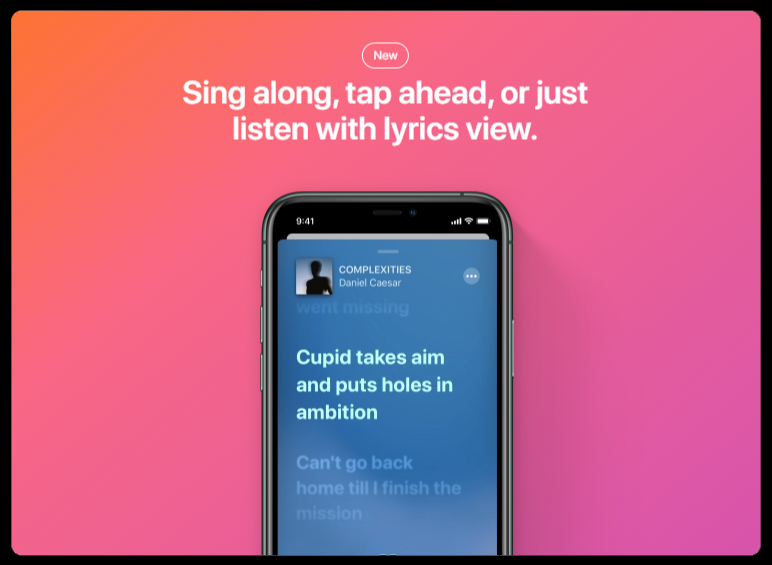 New
Sing along, tap ahead, or just
listen with lyrics view.
9:41
COMPLEXITIES
Daniel Caesar
went missing
Cupid takes aim
and puts holes in
ambition
Can't go back
home till I finish the
mission